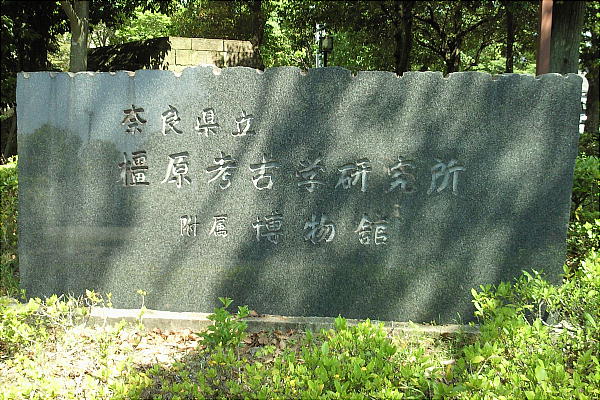 奈良県立
橿原考古学研究所
附属博物館